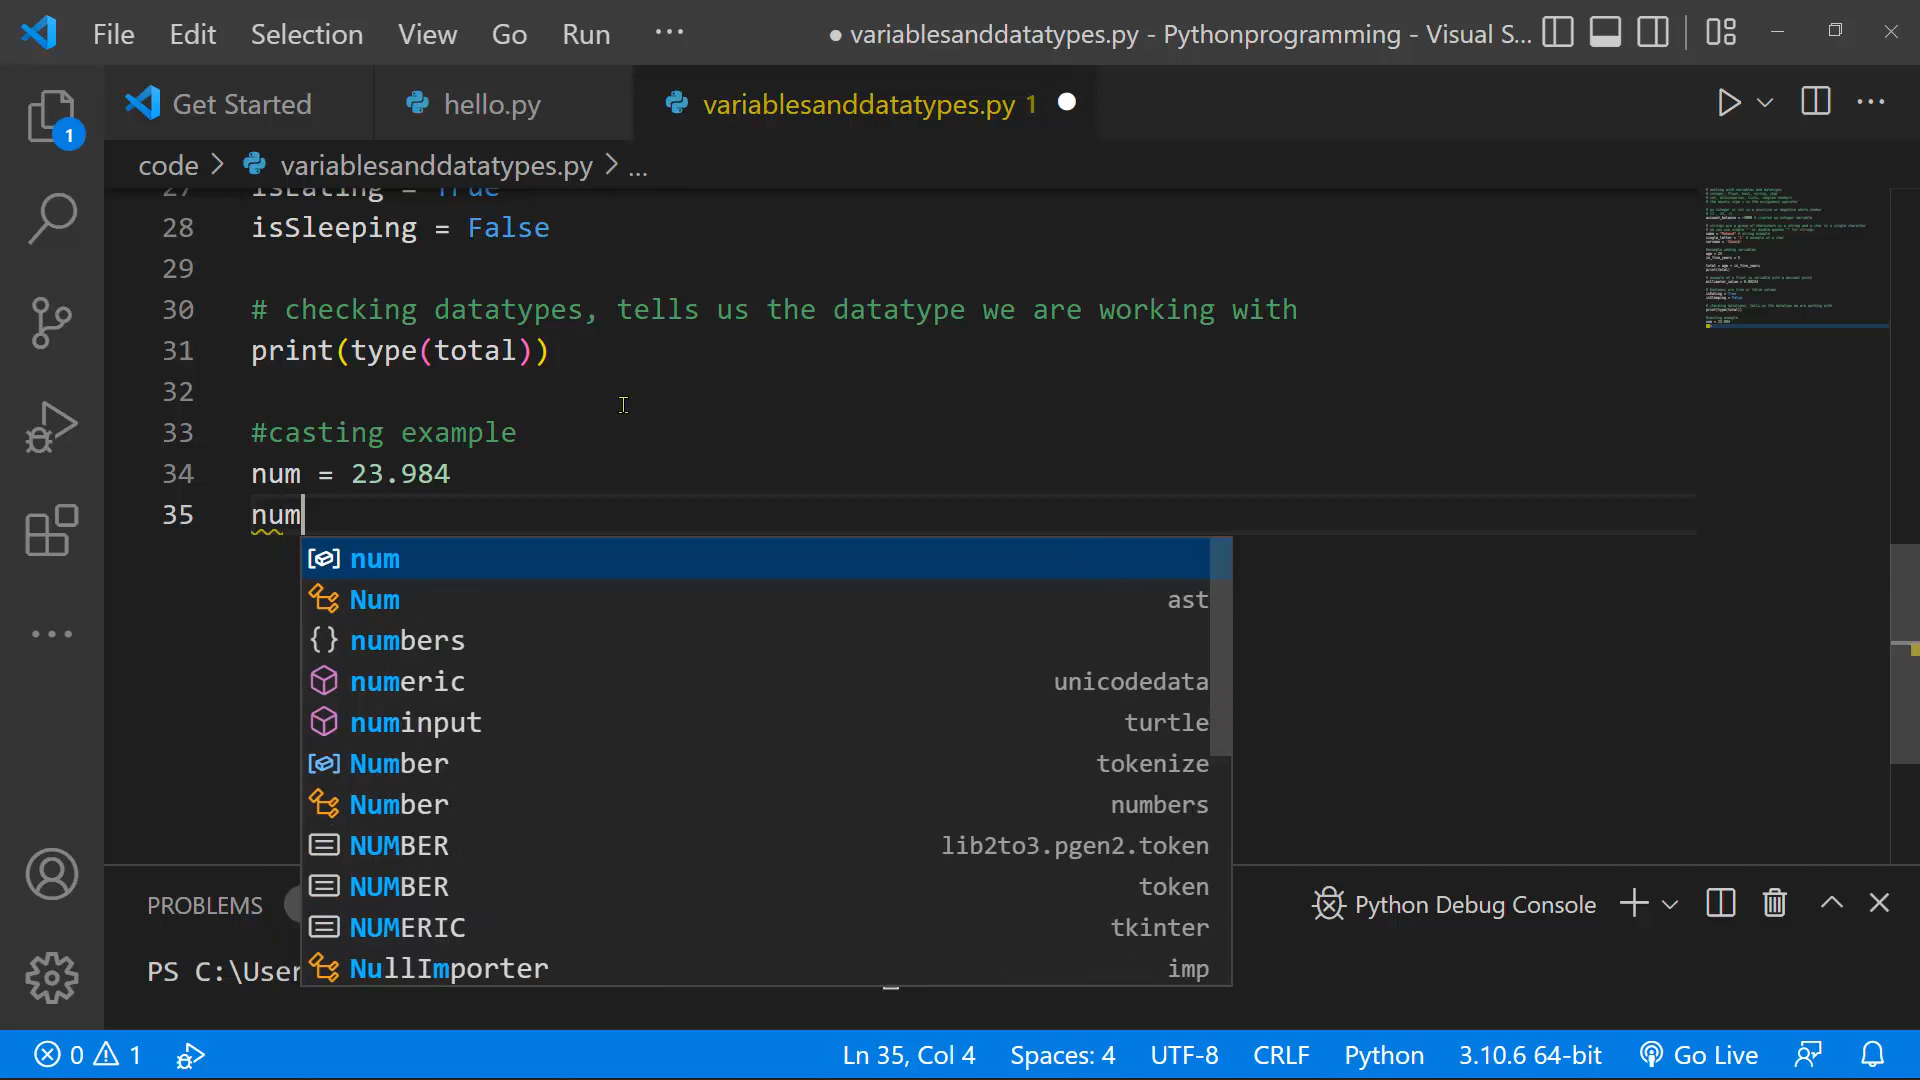 File Edit Selection View Go Run ... ● variablesanddatatypes.py - Pythonprogramming - Visual S...
Get Started hello.py variablesanddatatypes.py 1
1
code > variablesanddatatypes.py > ...
27 isEating = True
28 isSleeping = False
29
30 # checking datatypes, tells us the datatype we are working with
31 print(type(total))
32
33 #casting example
34 num = 23.984
35 num
num
Num ast
numbers
numeric unicodedata
numinput turtle
Number tokenize
Number numbers
NUMBER lib2to3.pgen2.token
NUMBER token
NUMERIC tkinter
NullImporter imp
PROBLEMS Python Debug Console
PS C:\User
0 1 Ln 35, Col 4 Spaces: 4 UTF-8 CRLF Python 3.10.6 64-bit Go Live